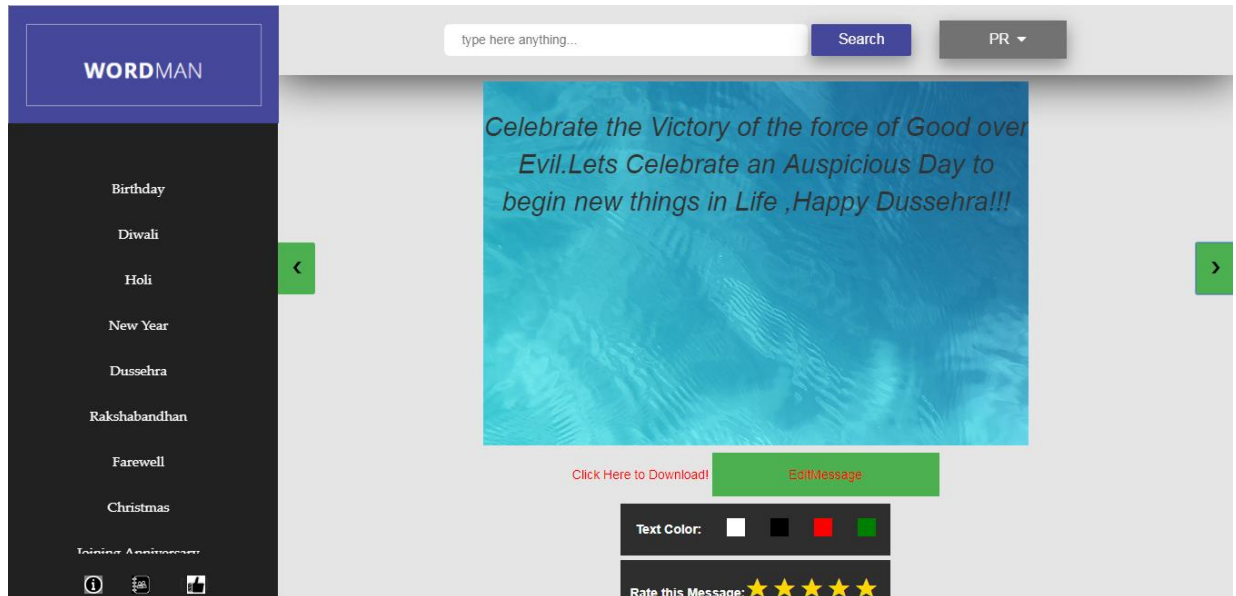 WORDMAN
type here anything...
Search
PR
Birthday
Diwali
Holi
New Year
Dussehra
Rakshabandhan
Farewell
Christmas
Joining Anniversary
Celebrate the Victory of the force of Good over
Evil.Lets Celebrate an Auspicious Day to
begin new things in Life ,Happy Dussehra!!!
Click Here to Download!
EditMessage
Text Color:
Rate this Message: